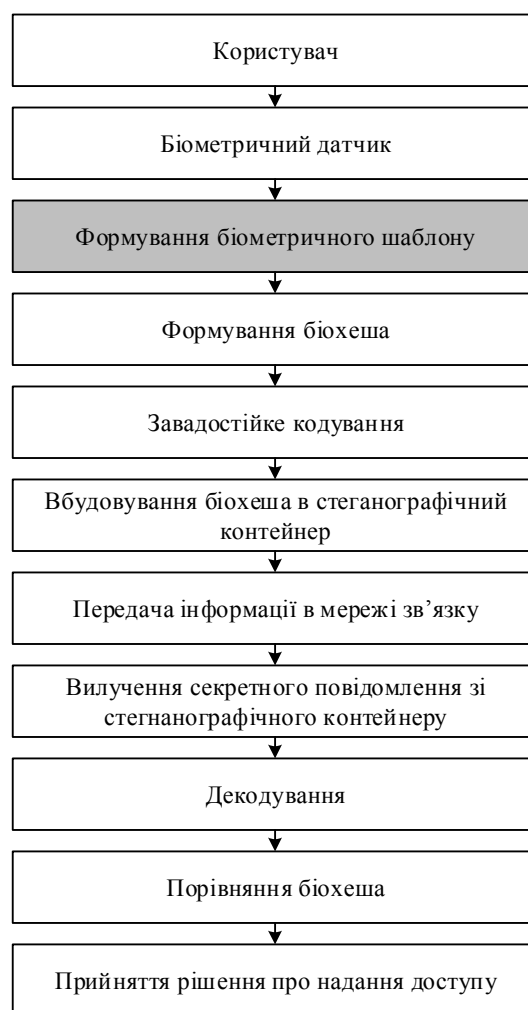 Користувач
Біометричний датчик
Формування біометричного шаблону
Формування біохеша
Завадостійке кодування
Вбудовування біохеша в стеганографічний
контейнер
Передача інформації в мережі зв’язку
Вилучення секретного повідомлення зі
стегнанографічного контейнеру
Декодування
Порівняння біохеша
Прийняття рішення про надання доступу